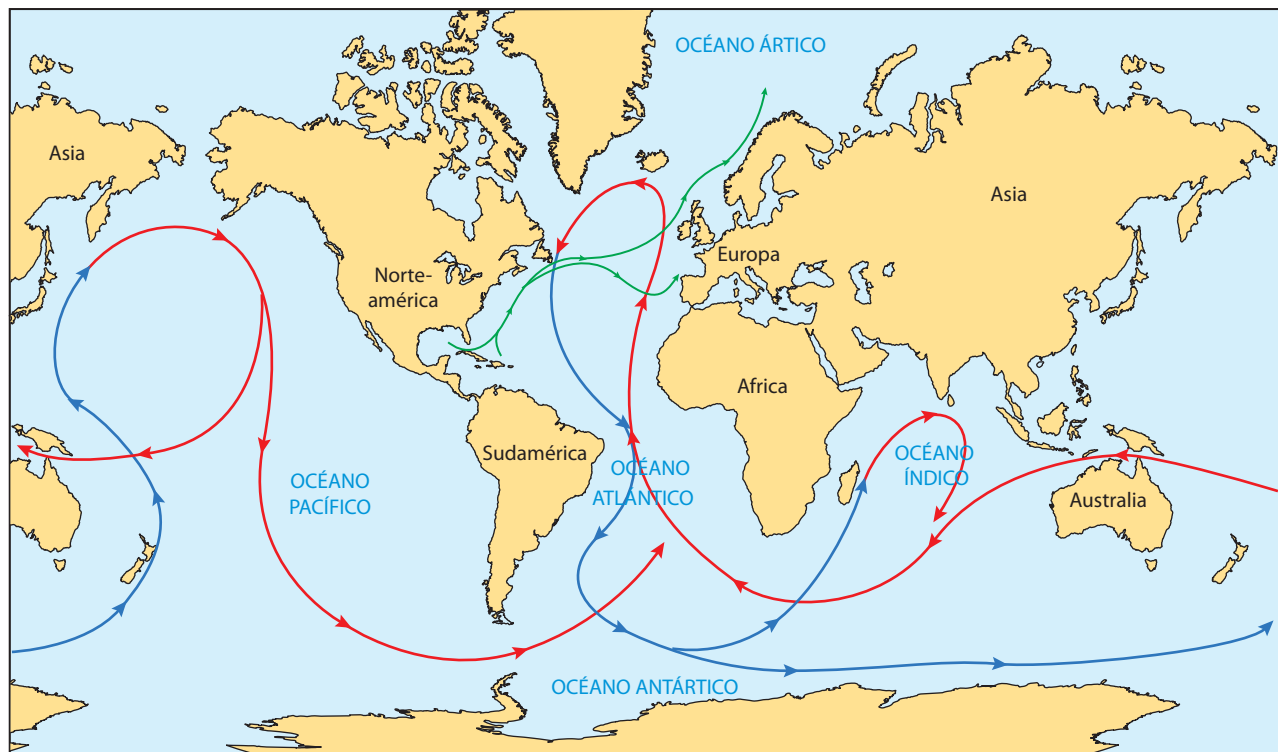 OCÉANO ÁRTICO
Asia
Asia
Europa
Norte-
américa
Africa
Sudamérica
OCÉANO
ATLÁNTICO
OCÉANO
ÍNDICO
OCÉANO
PACÍFICO
Australia
OCÉANO ANTÁRTICO